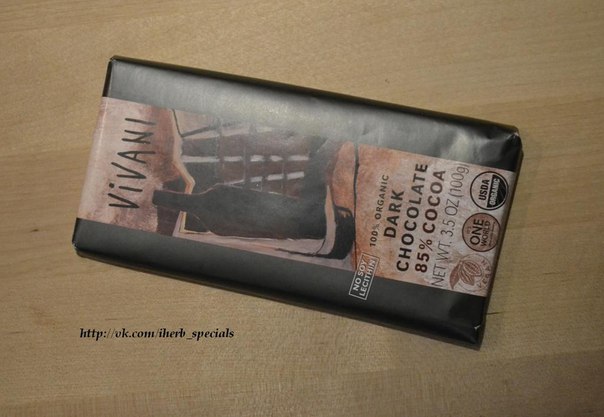 ViVANI
100% ORGANIC
DARK
CHOCOLATE
85% COCOA
NET WT. 3.5 OZ (100g)
NO SOY
LECITHIN
USDA
ORGANIC
ONE
http://vk.com/iherb_specials